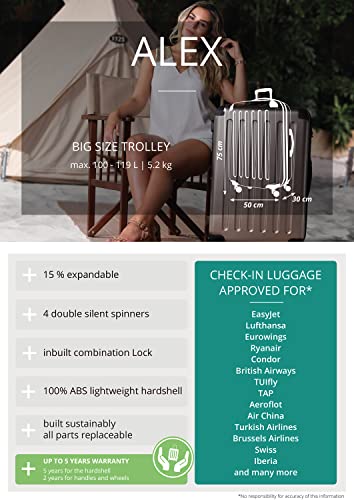 ALEX
BIG SIZE TROLLEY
max. 100 - 119 L | 5.2 kg
75 cm
50 cm
30 cm
+ 15 % expandable
+ 4 double silent spinners
+ inbuilt combination Lock
+ 100% ABS lightweight hardshell
+ built sustainably
all parts replaceable
+ UP TO 5 YEARS WARRANTY
5 years for the hardshell
2 years for handles and wheels
CHECK-IN LUGGAGE
APPROVED FOR*
EasyJet
Lufthansa
Eurowings
Ryanair
Condor
British Airways
TUIfly
TAP
Aeroflot
Air China
Turkish Airlines
Brussels Airlines
Swiss
Iberia
and many more
*No responsibility for accuracy of the information